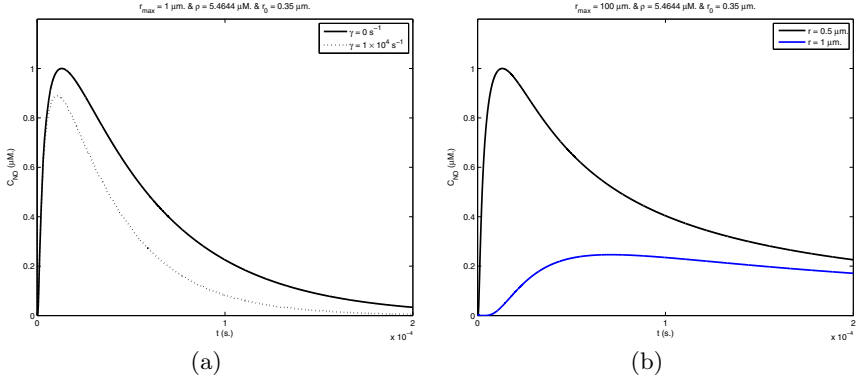 r_max = 1 μm. & ρ = 5.4644 μM. & r_0 = 0.35 μm.
γ = 0 s^-1
γ = 1 × 10^4 s^-1
1
0.8
0.6
0.4
0.2
0
C_NO (μM.)
0
1
2
t (s.)
x 10^-4
(a)
r_max = 100 μm. & ρ = 5.4644 μM. & r_0 = 0.35 μm.
r = 0.5 μm.
r = 1 μm.
1
0.8
0.6
0.4
0.2
0
C_NO (μM.)
0
1
2
t (s.)
x 10^-4
(b)